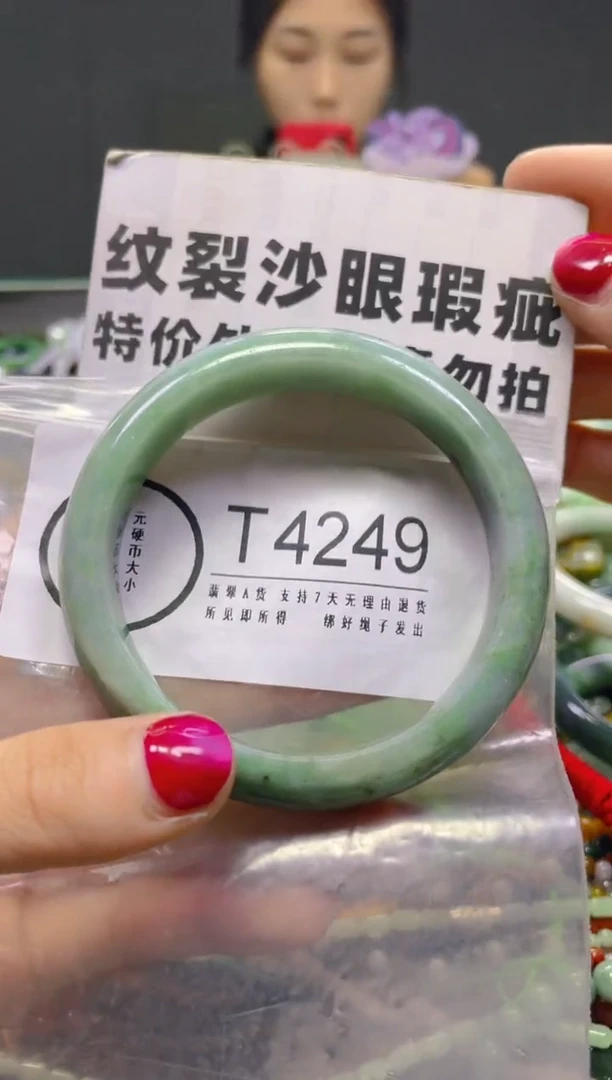 纹裂沙眼瑕疵
特价 勿拍
T4249
元硬币大小
翡翠A货 支持7天无理由退货
所见即所得 绑好绳子发出